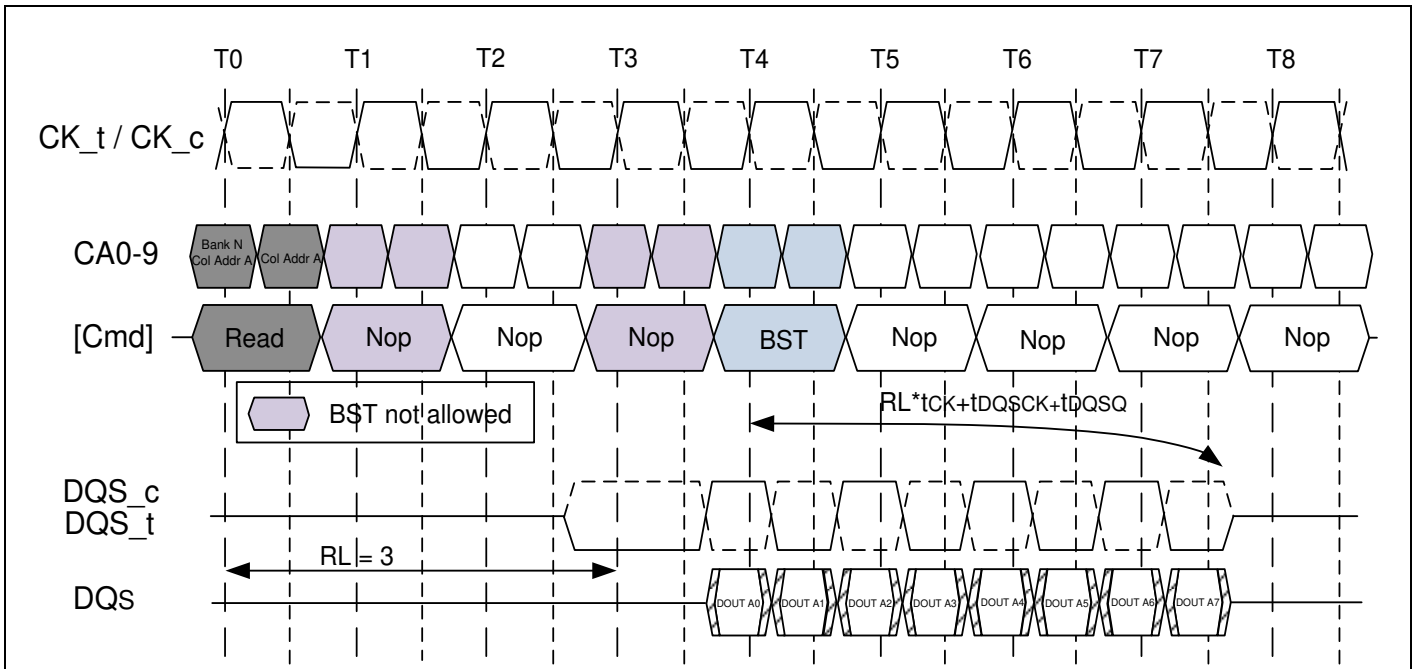 T0 T1 T2 T3 T4 T5 T6 T7 T8
CK_t / CK_c
CA0-9
Bank N
Col Addr A
Col Addr A
[Cmd]
Read Nop Nop Nop BST Nop Nop Nop Nop
BST not allowed
RL*tCK+tDQSCK+tDQSQ
DQS_c
DQS_t
RL = 3
DQs
DOUT A0 DOUT A1 DOUT A2 DOUT A3 DOUT A4 DOUT A5 DOUT A6 DOUT A7